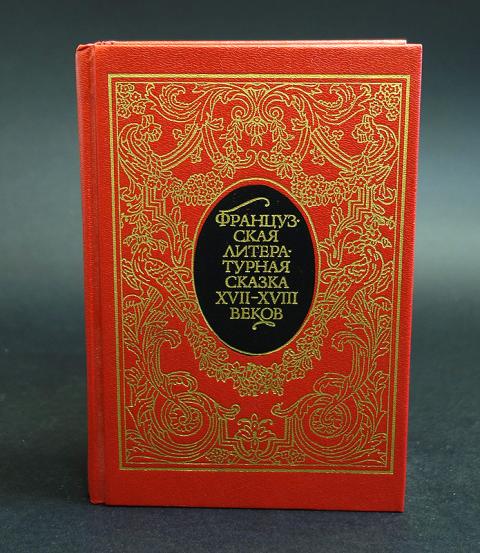 ФРАНЦУЗ-
СКАЯ
ЛИТЕРА-
ТУРНАЯ
СКАЗКА
XVII–XVIII
ВЕКОВ